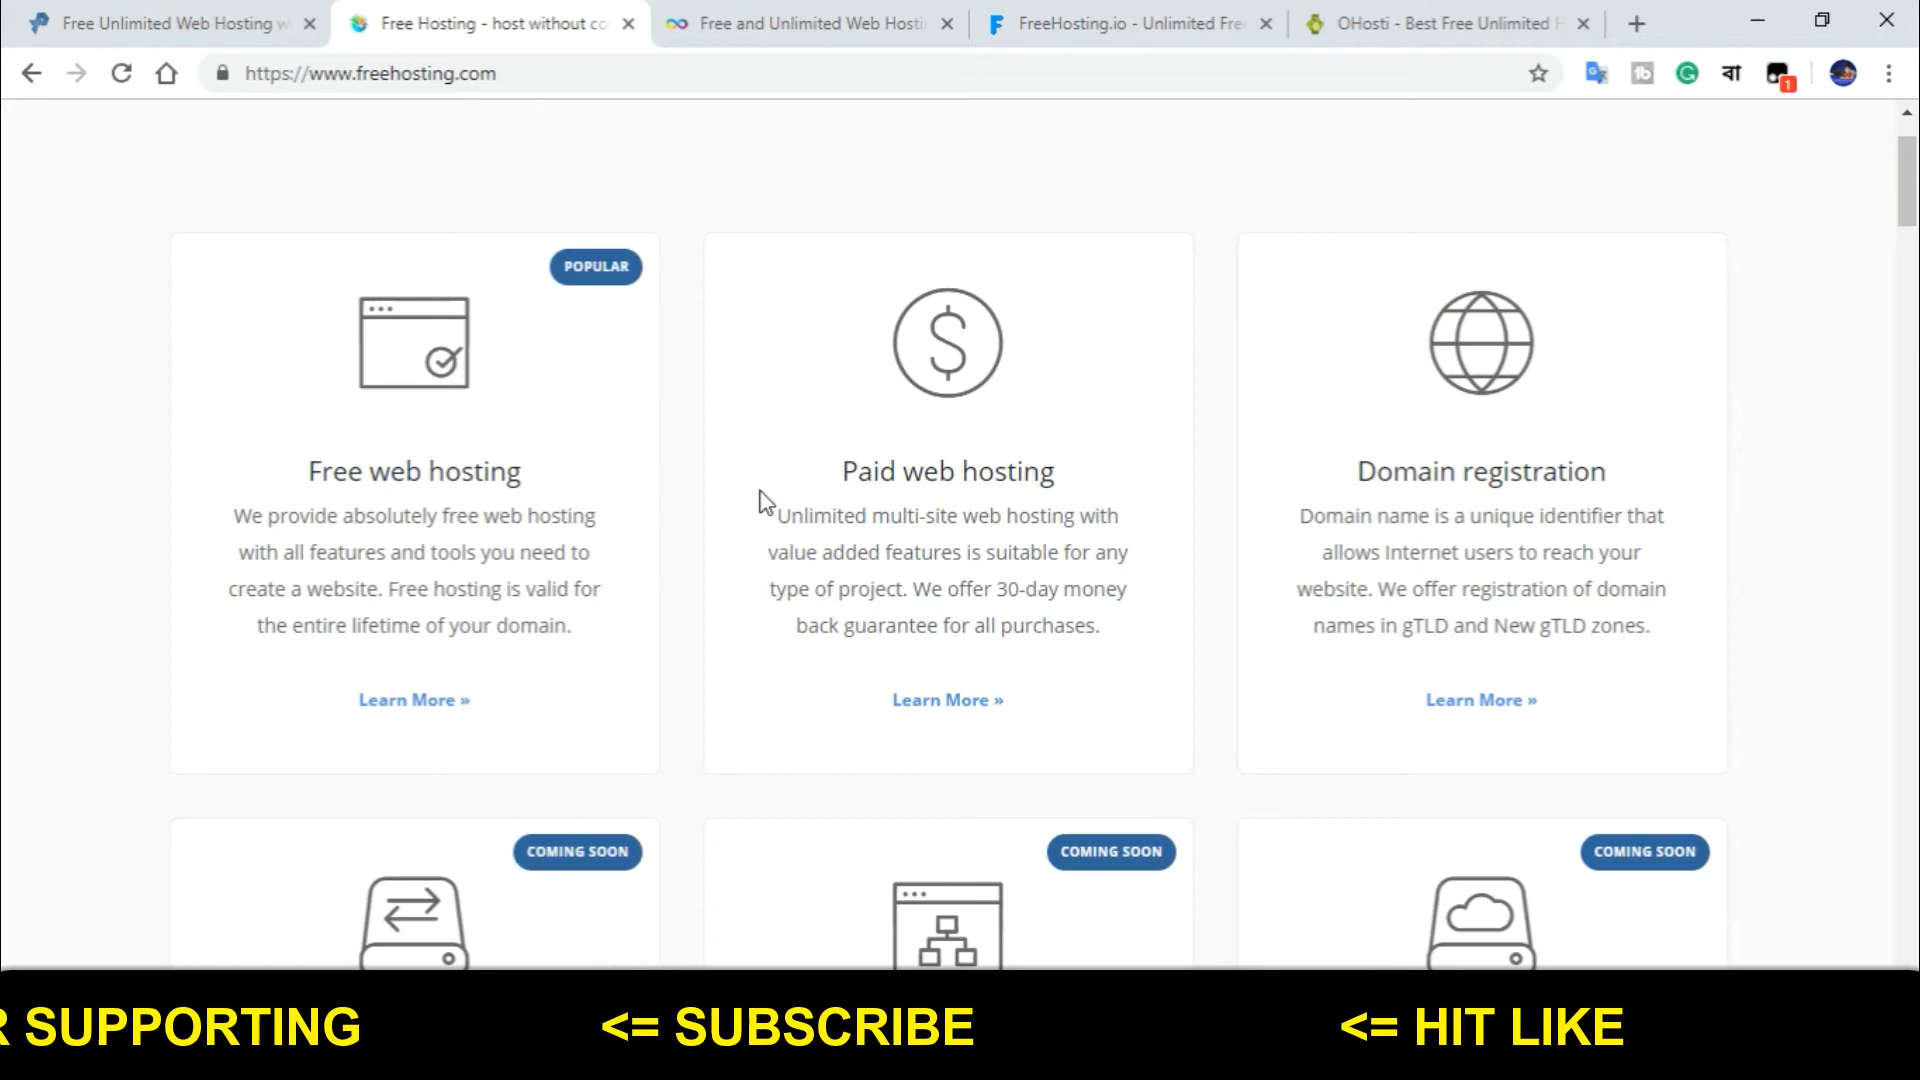 Free Unlimited Web Hosting w
Free Hosting - host without co
Free and Unlimited Web Hosti
FreeHosting.io - Unlimited Fre
OHosti - Best Free Unlimited H
https://www.freehosting.com
বা
1
POPULAR
Free web hosting
We provide absolutely free web hosting
with all features and tools you need to
create a website. Free hosting is valid for
the entire lifetime of your domain.
Learn More »
Paid web hosting
Unlimited multi-site web hosting with
value added features is suitable for any
type of project. We offer 30-day money
back guarantee for all purchases.
Learn More »
Domain registration
Domain name is a unique identifier that
allows Internet users to reach your
website. We offer registration of domain
names in gTLD and New gTLD zones.
Learn More »
COMING SOON
COMING SOON
COMING SOON
R SUPPORTING
<= SUBSCRIBE
<= HIT LIKE